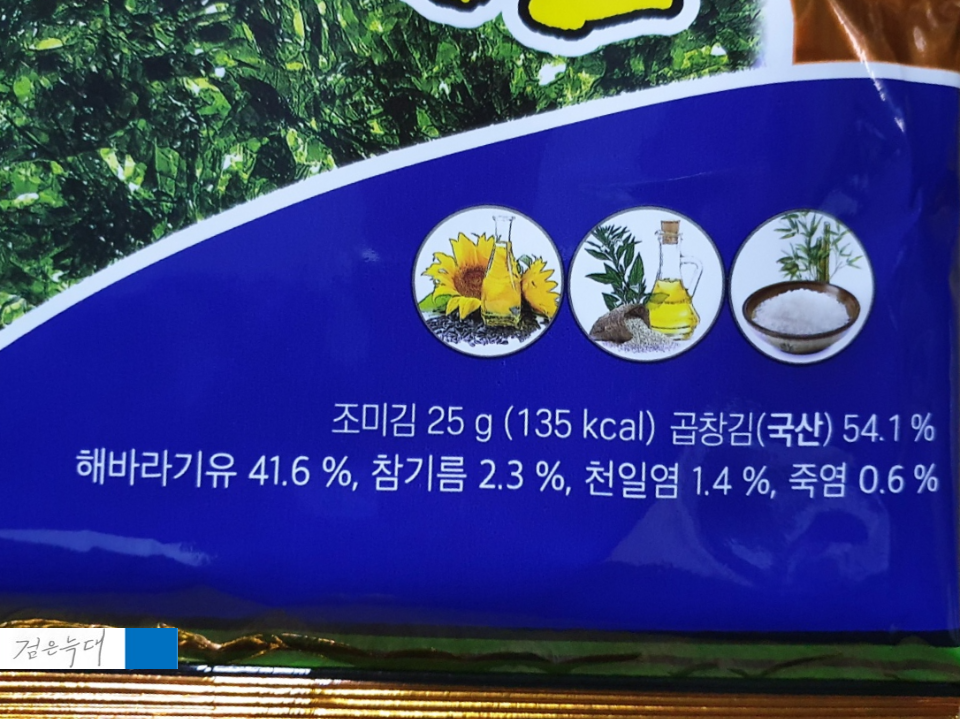 조미김 25 g (135 kcal) 곱창김(국산) 54.1 %
해바라기유 41.6 %, 참기름 2.3 %, 천일염 1.4 %, 죽염 0.6 %
검은늑대